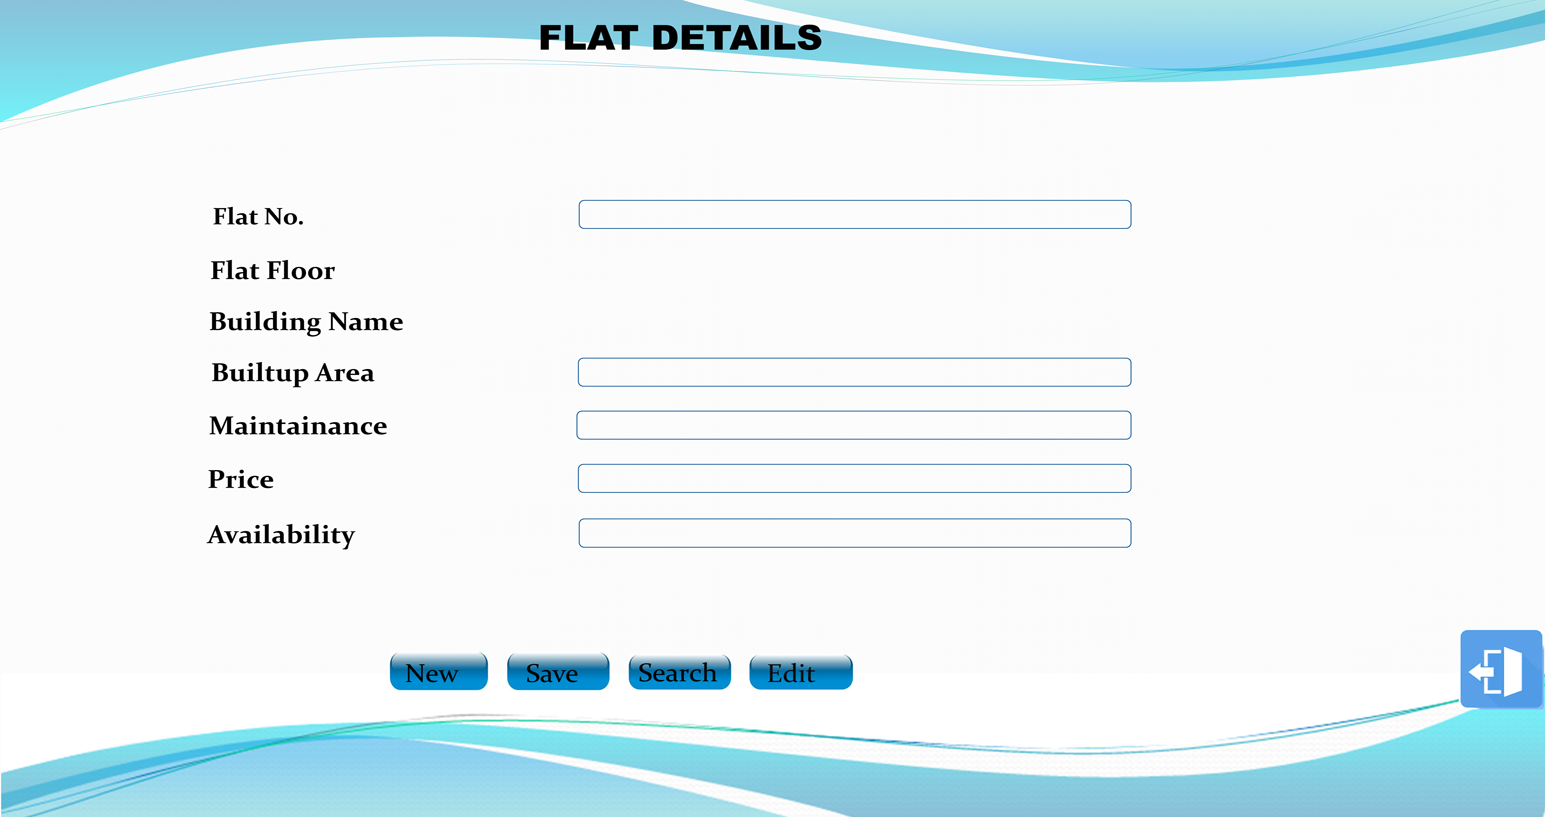 FLAT DETAILS
Flat No.
Flat Floor
Building Name
Builtup Area
Maintainance
Price
Availability
New Save Search Edit